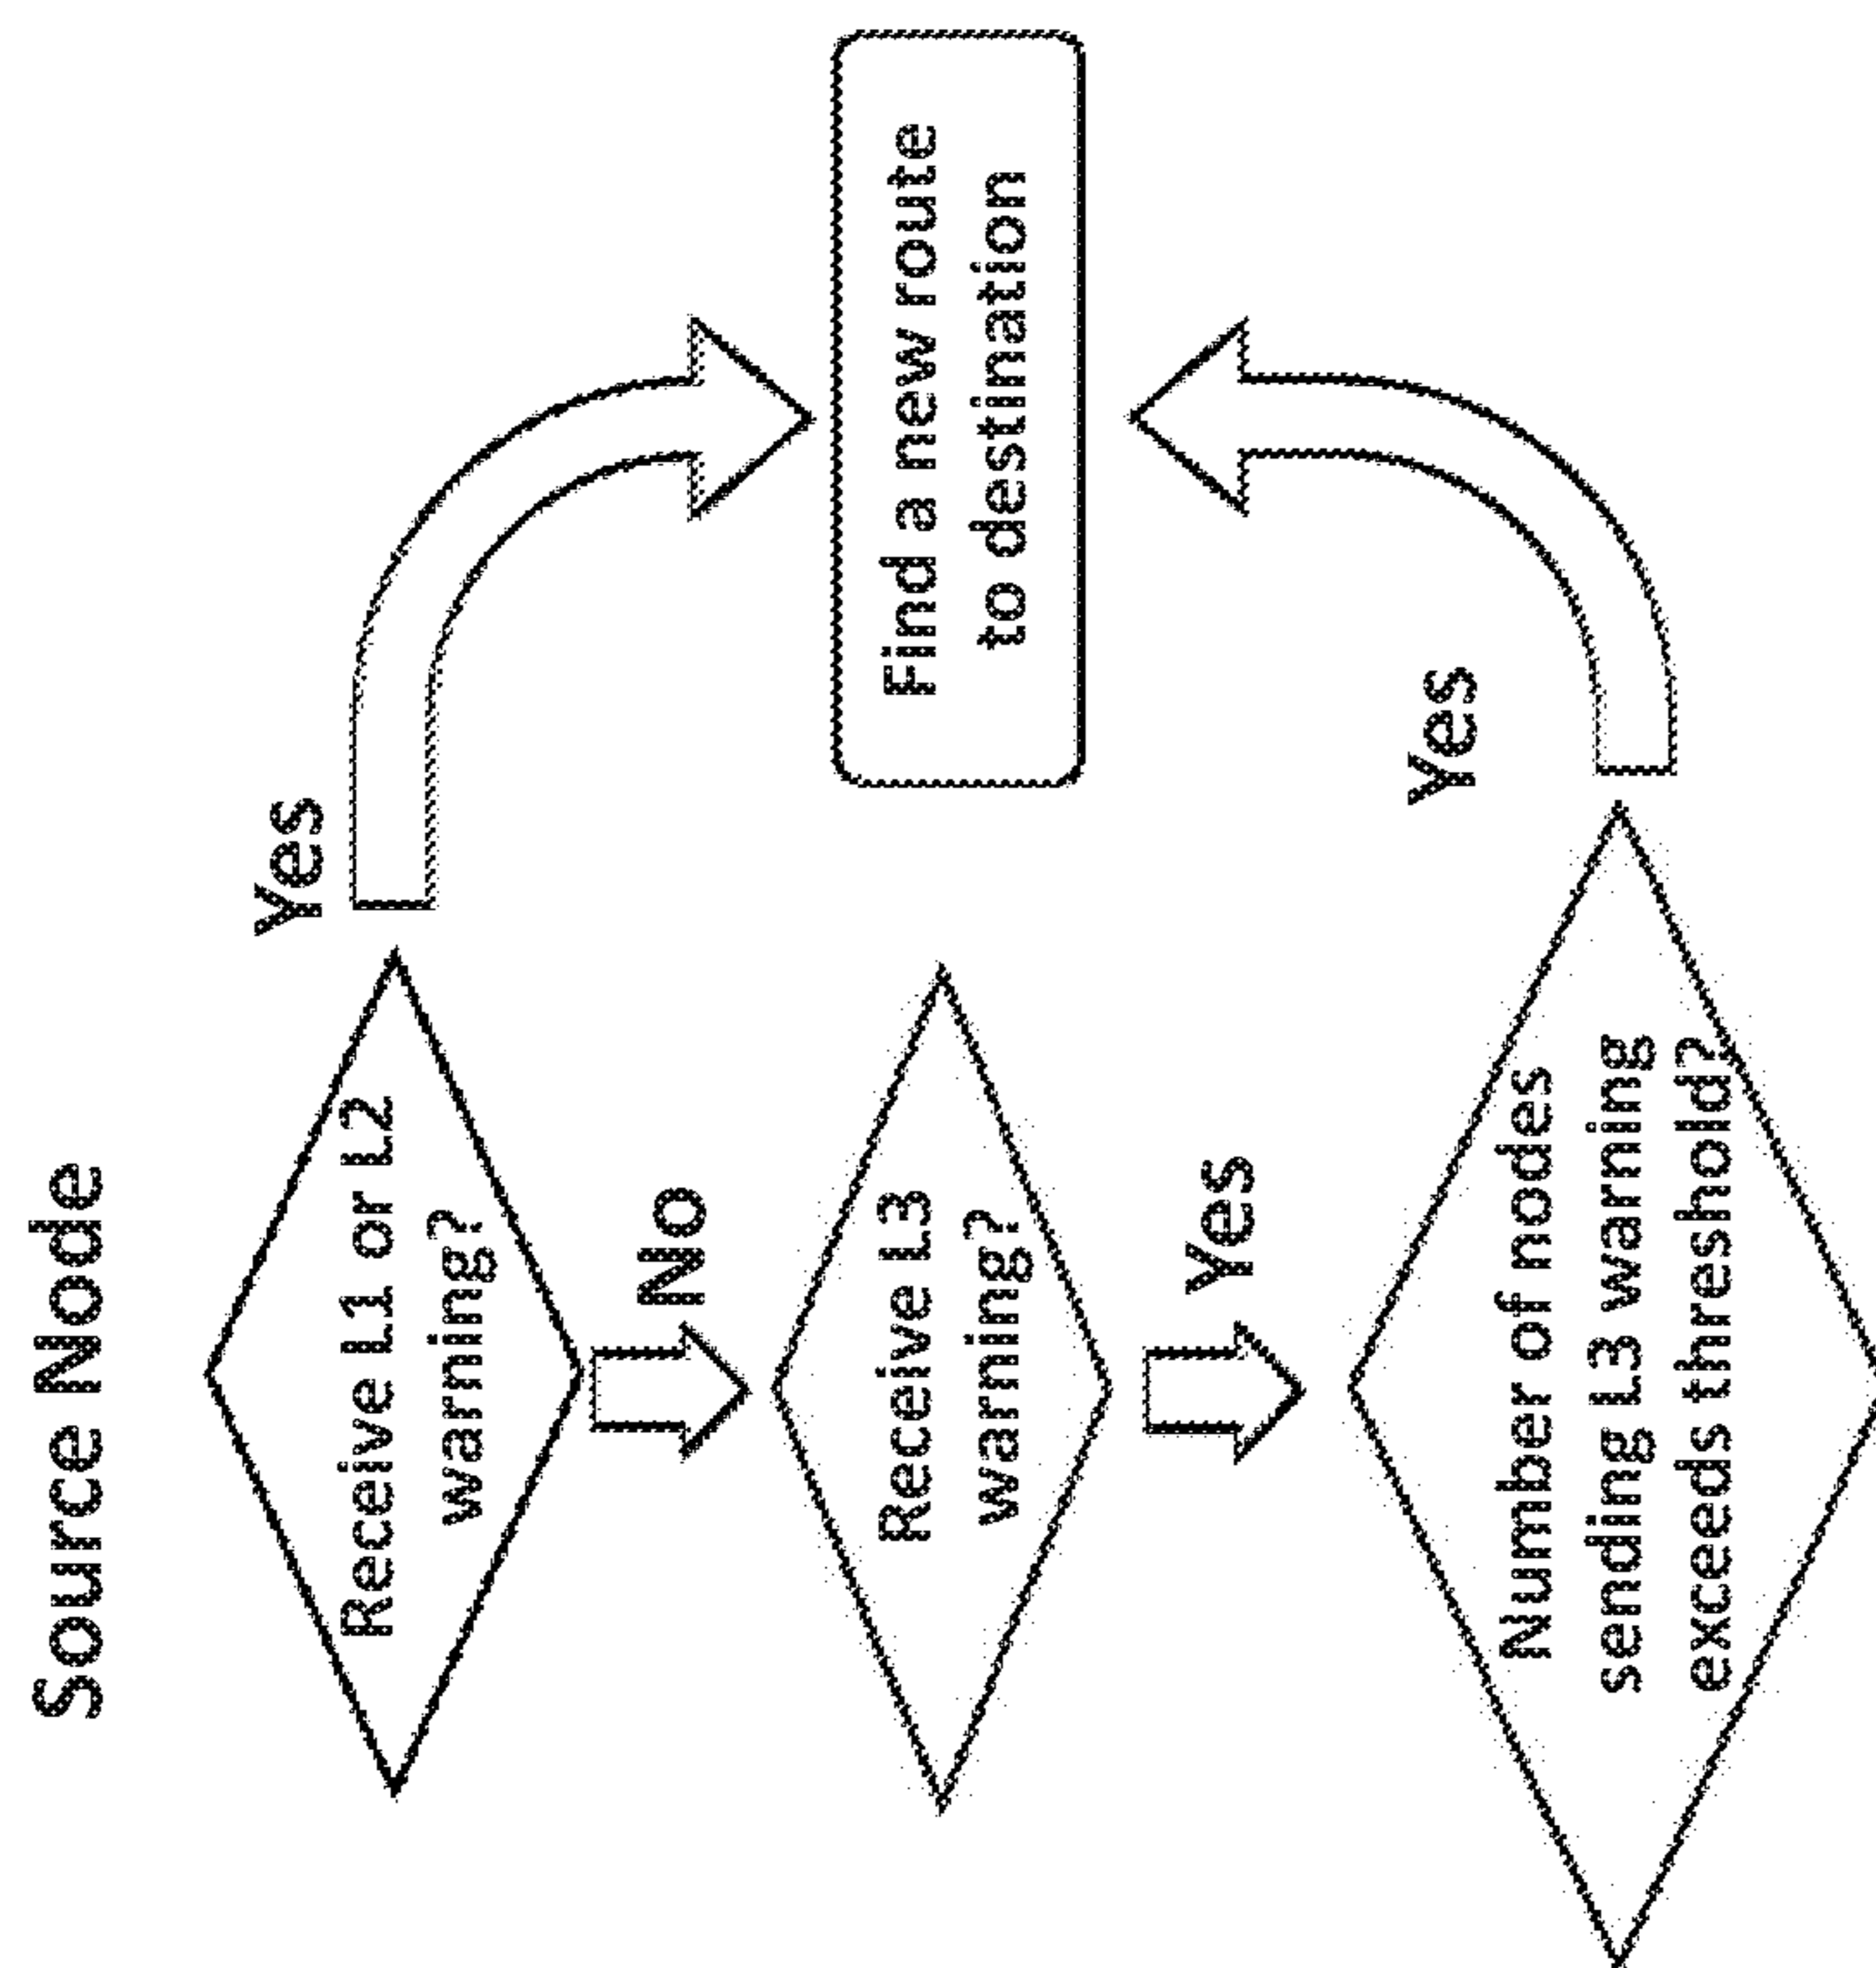 Source Node
Receive L1 or L2
warning?
Yes
No
Receive L3
warning?
Yes
Number of nodes
sending L3 warning
exceeds threshold?
Yes
Find a new route
to destination